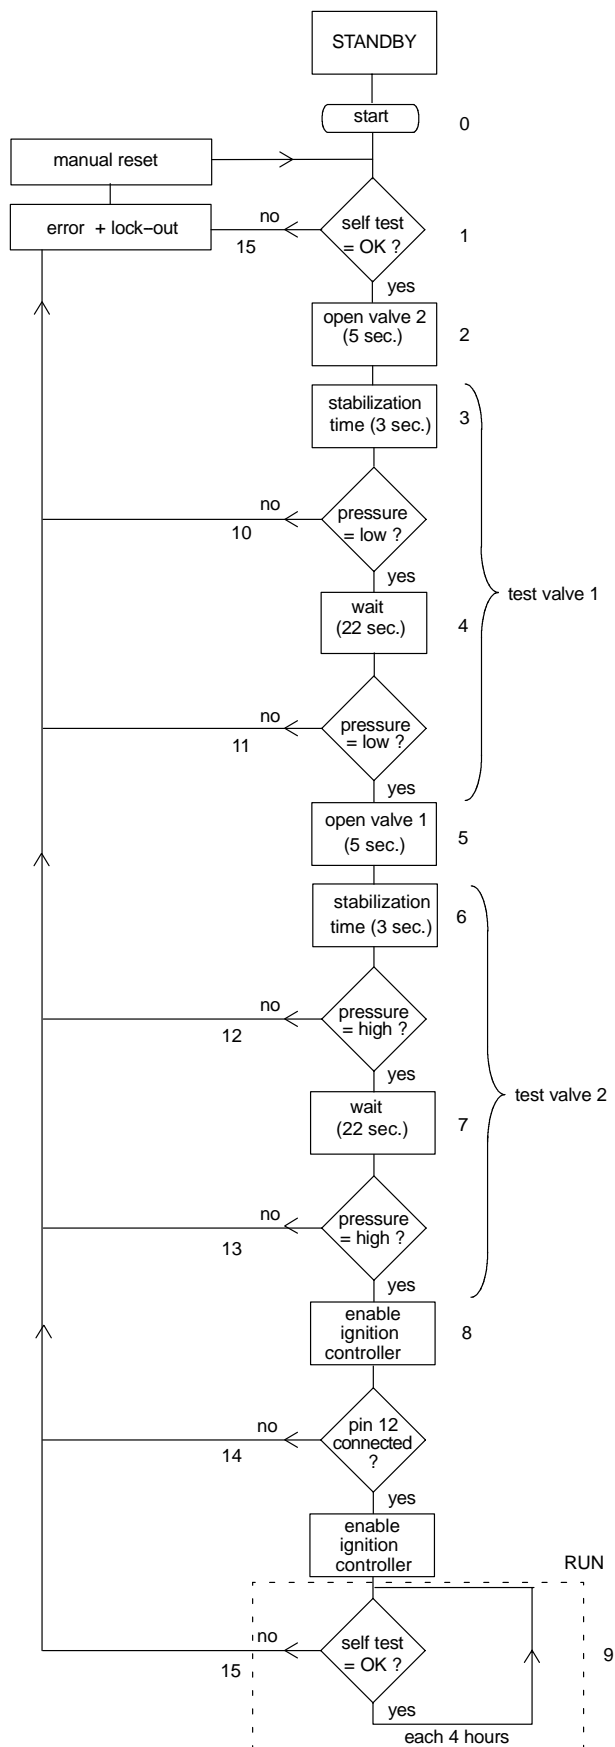 STANDBY
start
0
manual reset
error + lock-out
no
15
self test
= OK ?
1
yes
open valve 2
(5 sec.)
2
stabilization
time (3 sec.)
3
no
10
pressure
= low ?
yes
wait
(22 sec.)
4
test valve 1
no
11
pressure
= low ?
yes
open valve 1
(5 sec.)
5
stabilization
time (3 sec.)
6
no
12
pressure
= high ?
yes
wait
(22 sec.)
7
test valve 2
no
13
pressure
= high ?
yes
enable
ignition
controller
8
no
14
pin 12
connected
?
yes
enable
ignition
controller
RUN
no
15
self test
= OK ?
9
yes
each 4 hours